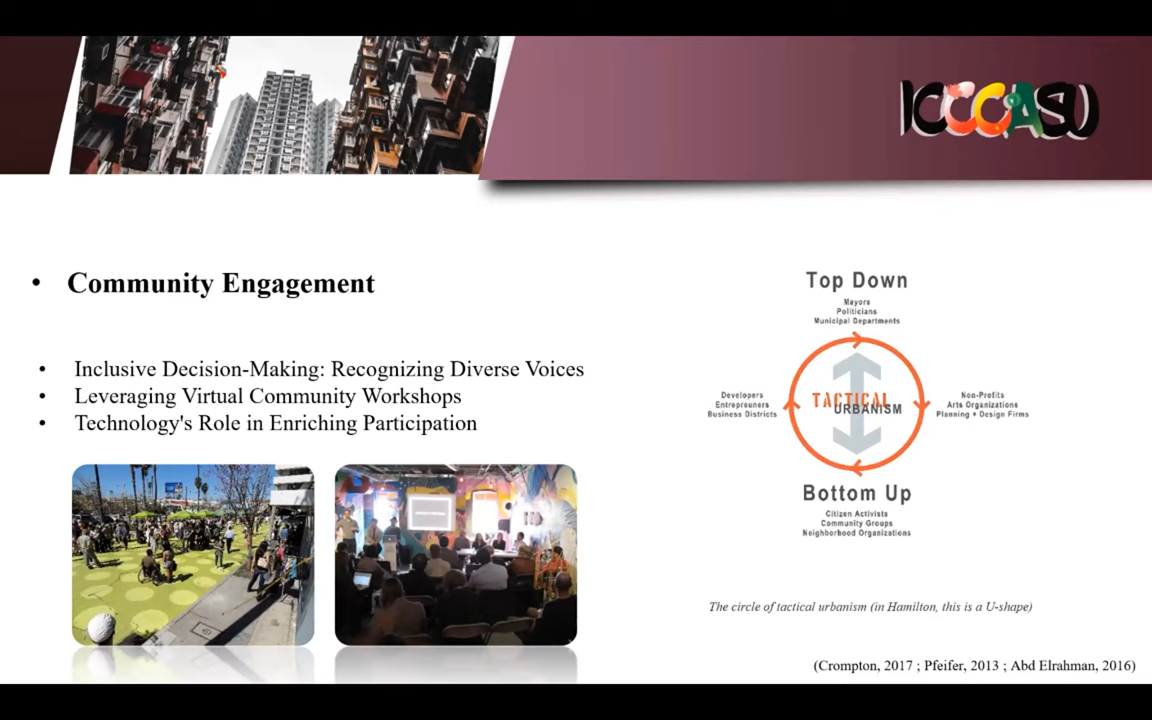 ICCCASU
• Community Engagement
• Inclusive Decision-Making: Recognizing Diverse Voices
• Leveraging Virtual Community Workshops
• Technology's Role in Enriching Participation
Top Down
Mayors
Politicians
Municipal Departments
Developers
Entrepreuners
Business Districts
TACTICAL
URBANISM
Non-Profits
Arts Organizations
Planning + Design Firms
Bottom Up
Citizen Activists
Community Groups
Neighborhood Organizations
The circle of tactical urbanism (in Hamilton, this is a U-shape)
(Crompton, 2017 ; Pfeifer, 2013 ; Abd Elrahman, 2016)